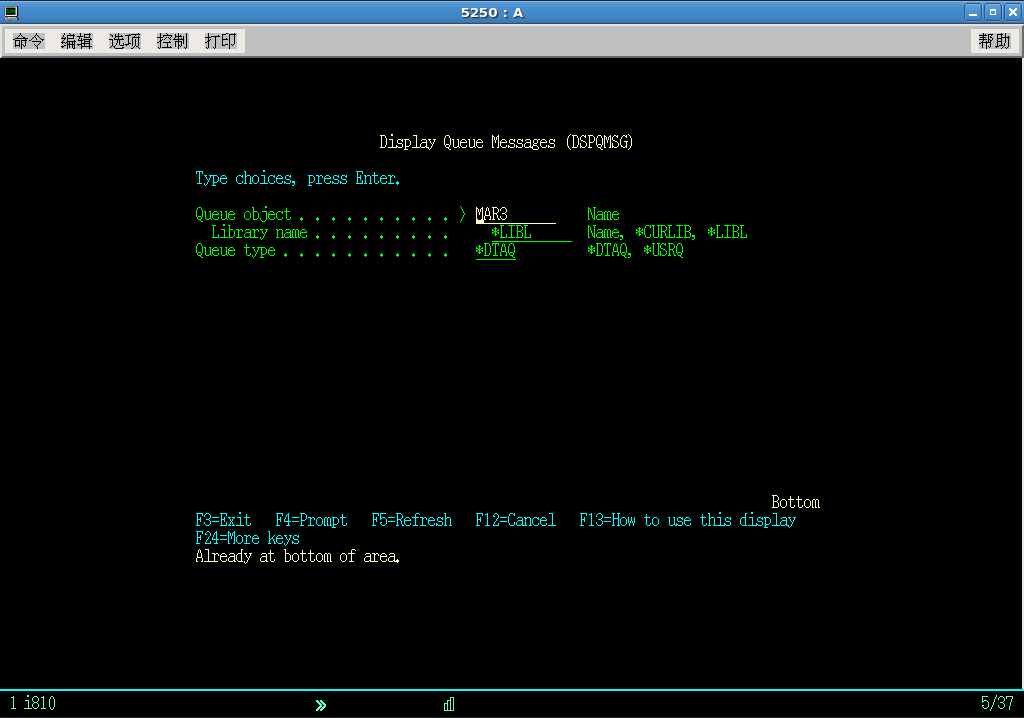 5250 : A
命令 编辑 选项 控制 打印 帮助
Display Queue Messages (DSPQMSG)
Type choices, press Enter.
Queue object . . . . . . . . . . > MAR3 Name
Library name . . . . . . . . . *LIBL Name, *CURLIB, *LIBL
Queue type . . . . . . . . . . . *DTAQ *DTAQ, *USRQ
Bottom
F3=Exit F4=Prompt F5=Refresh F12=Cancel F13=How to use this display
F24=More keys
Already at bottom of area.
1 i810 5/37